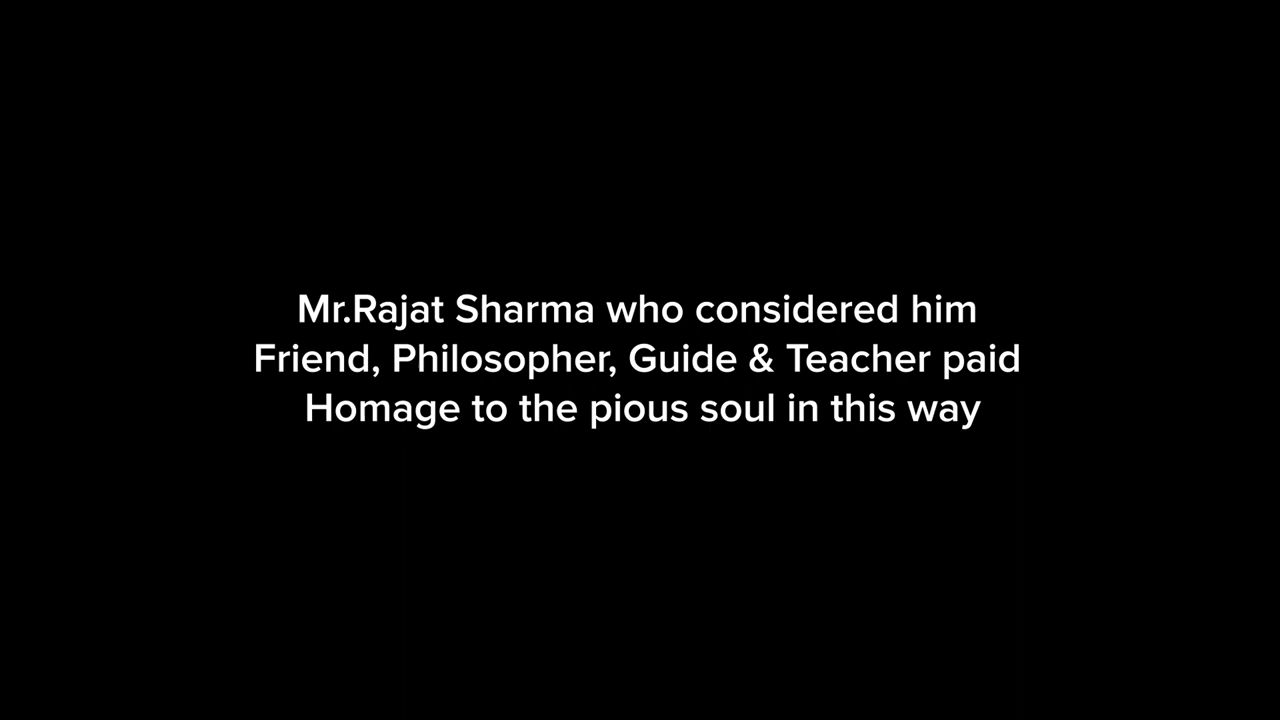 Mr.Rajat Sharma who considered him
Friend, Philosopher, Guide & Teacher paid
Homage to the pious soul in this way